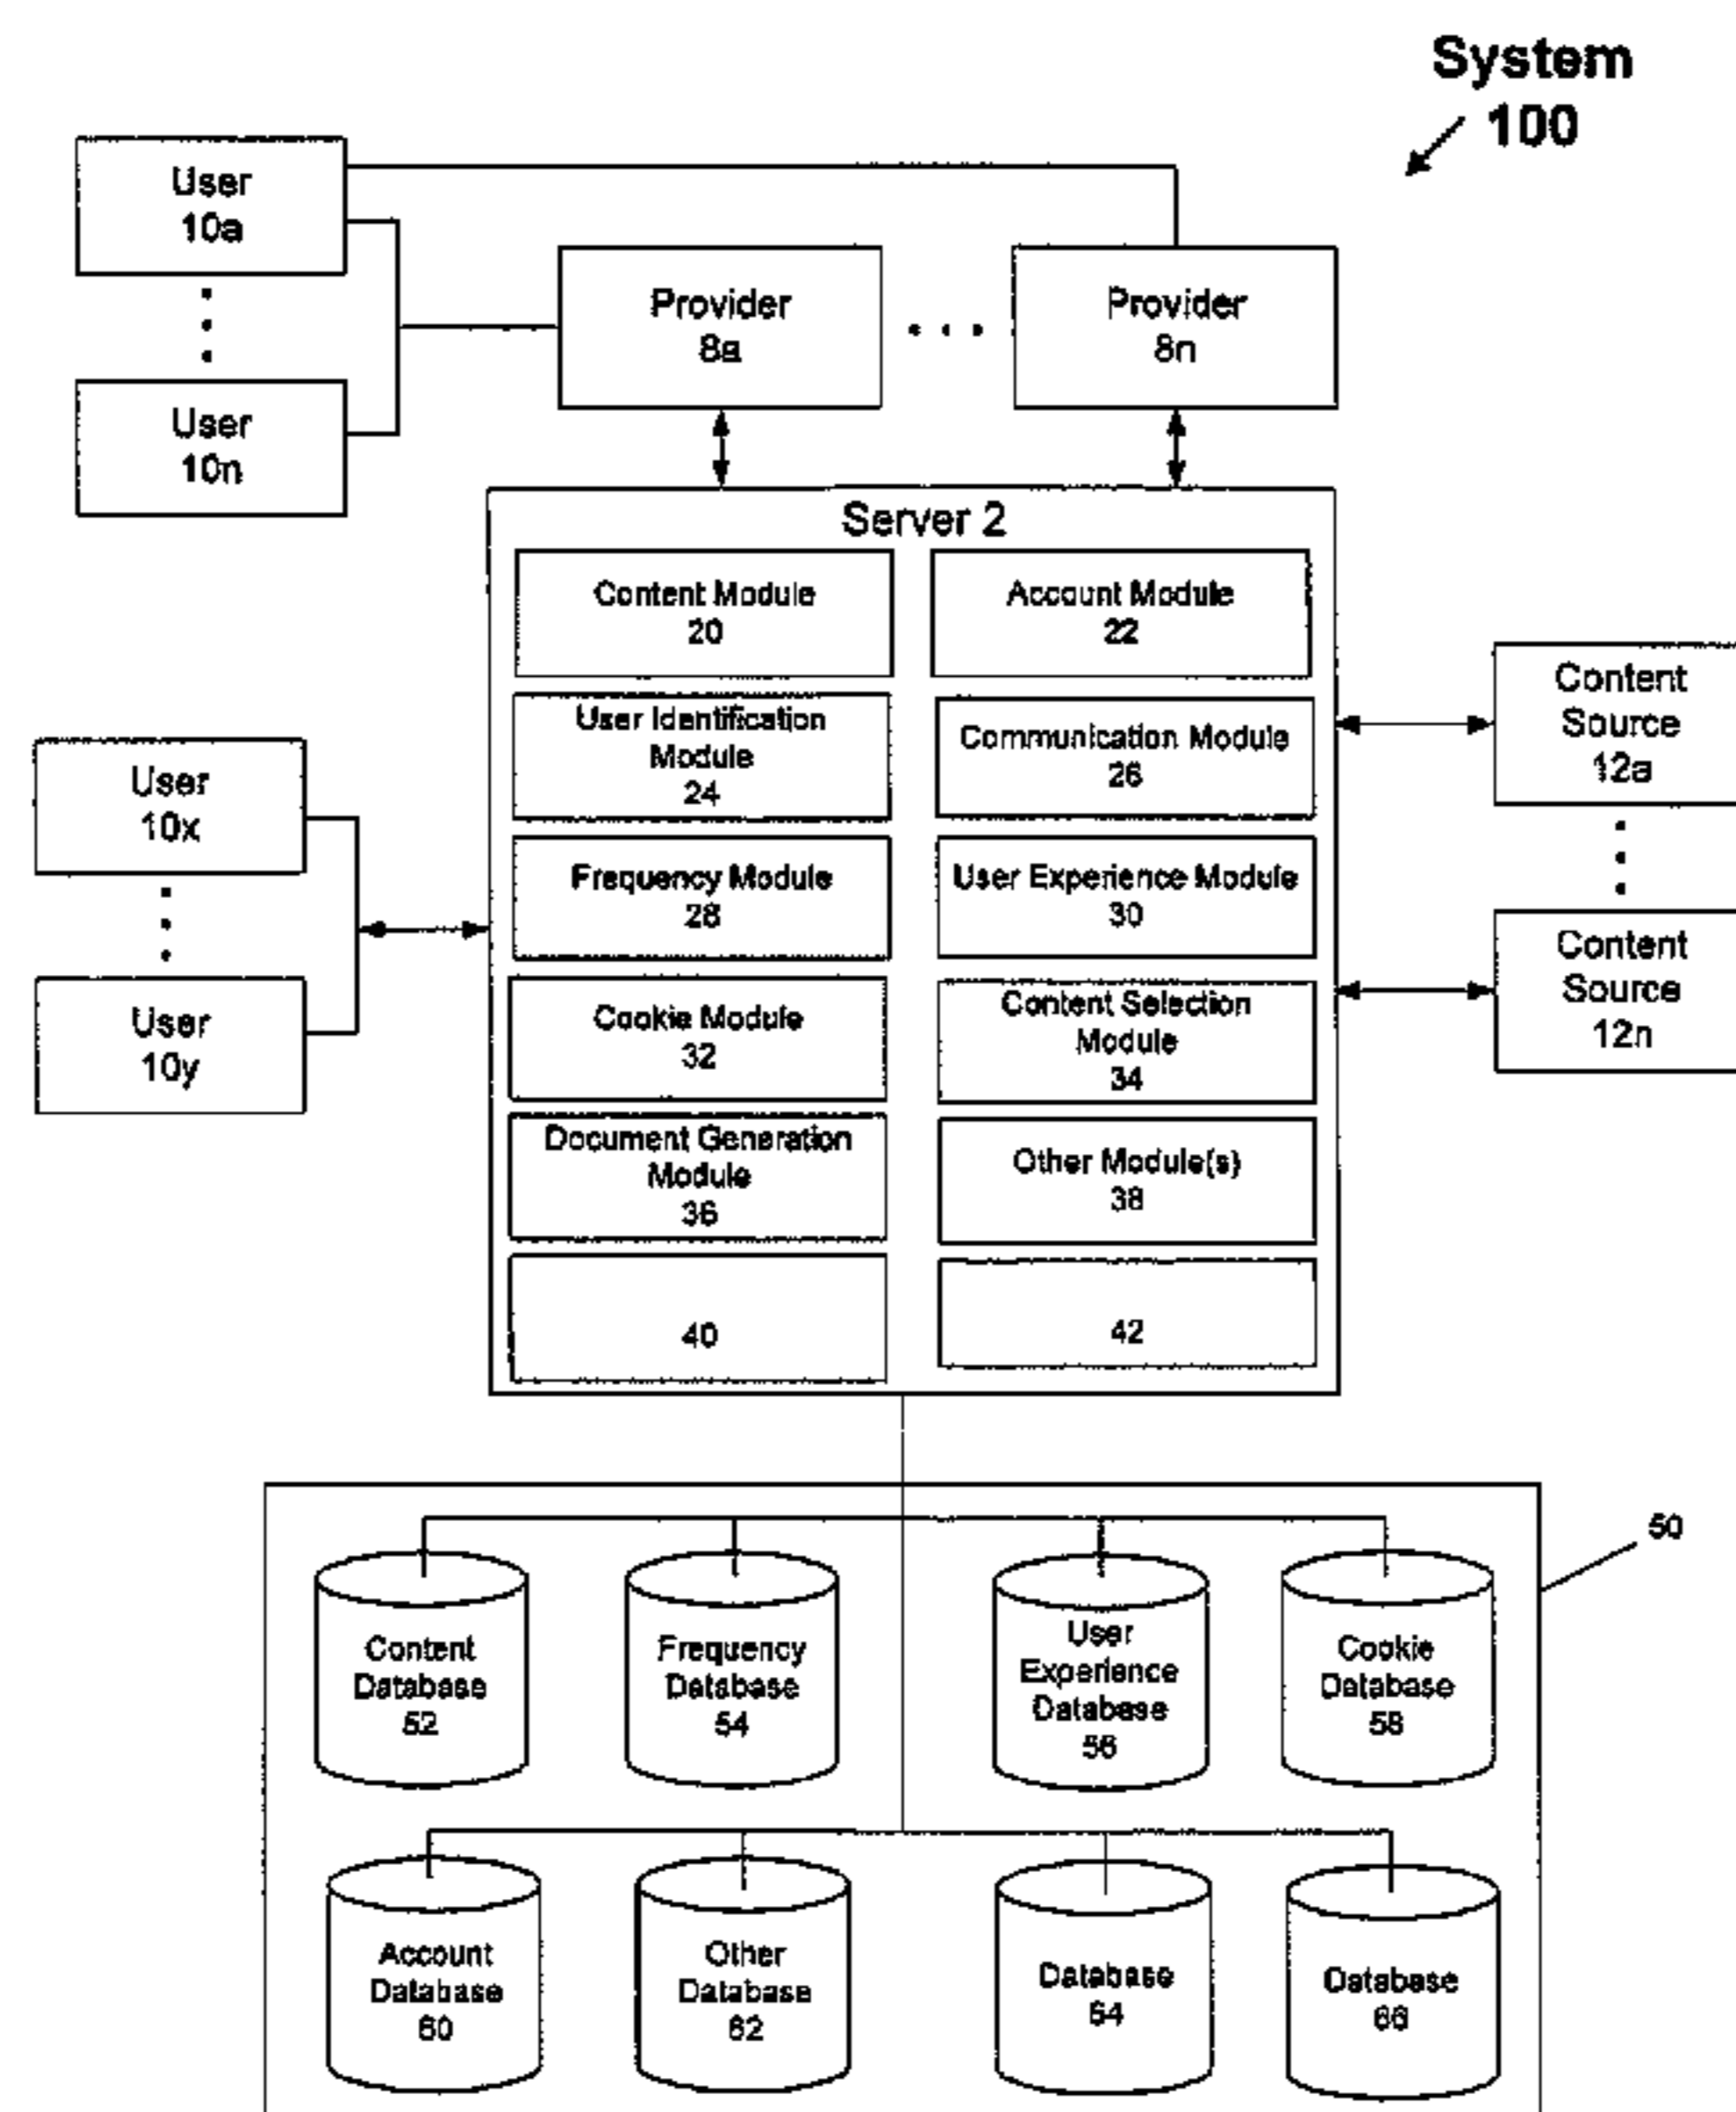 System
100
User
10a
User
10n
Provider
8a
Provider
8n
Server 2
Content Module
20
Account Module
22
User Identification
Module
24
Communication Module
26
Frequency Module
28
User Experience Module
30
Cookie Module
32
Content Selection
Module
34
Document Generation
Module
36
Other Module(s)
38
40
42
User
10x
User
10y
Content
Source
12a
Content
Source
12n
50
Content
Database
52
Frequency
Database
54
User
Experience
Database
56
Cookie
Database
58
Account
Database
60
Other
Database
62
Database
64
Database
66